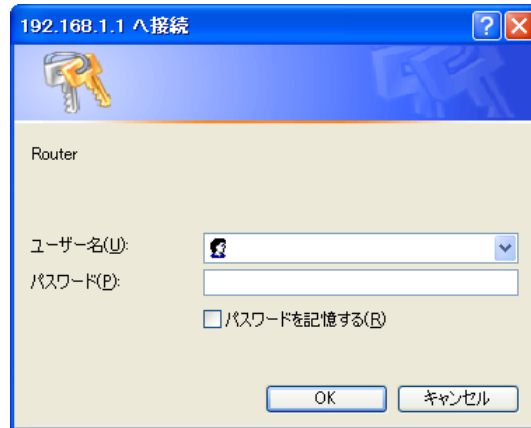 192.168.1.1 へ接続
Router
ユーザー名(U):
パスワード(P):
パスワードを記憶する(R)
OK キャンセル